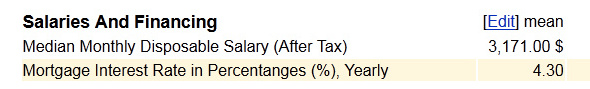 Salaries And Financing [Edit] mean
Median Monthly Disposable Salary (After Tax) 3,171.00 $
Mortgage Interest Rate in Percentanges (%), Yearly 4.30